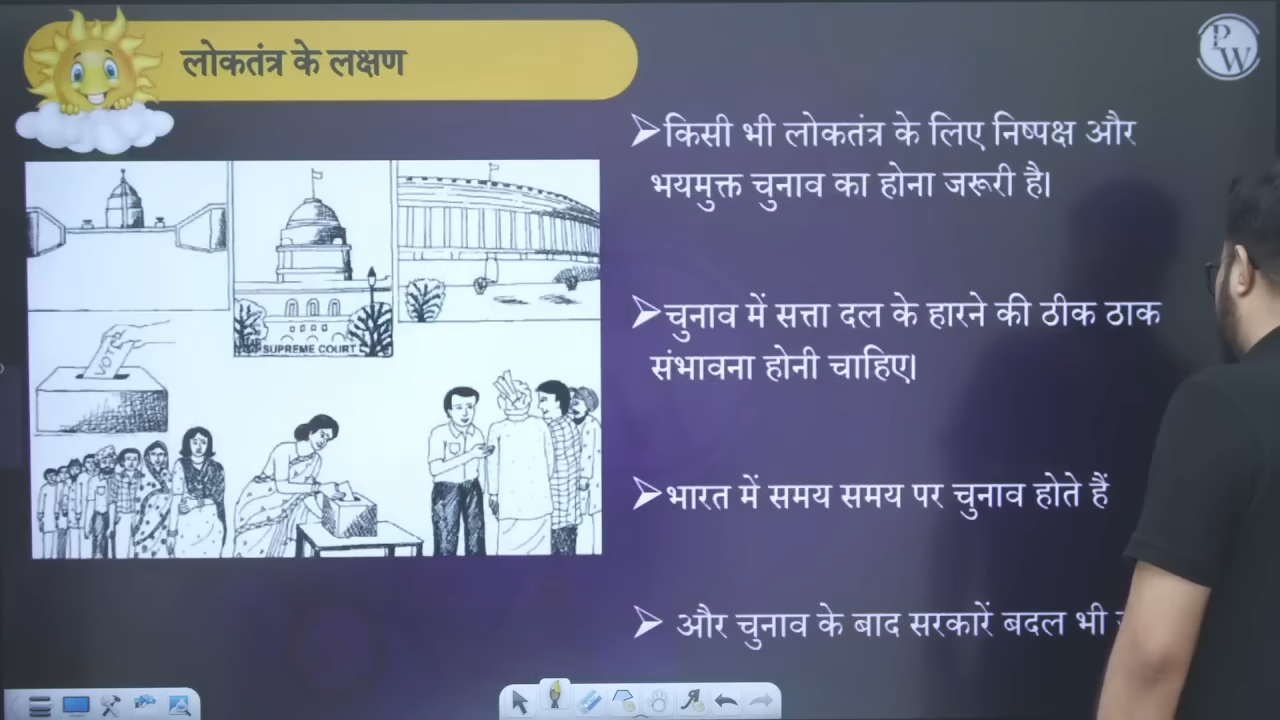 लोकतंत्र के लक्षण
PW
➢किसी भी लोकतंत्र के लिए निष्पक्ष और
भयमुक्त चुनाव का होना जरूरी है।
➢चुनाव में सत्ता दल के हारने की ठीक ठाक
संभावना होनी चाहिए।
➢भारत में समय समय पर चुनाव होते हैं
➢ और चुनाव के बाद सरकारें बदल भी
SUPREME COURT
VOTE